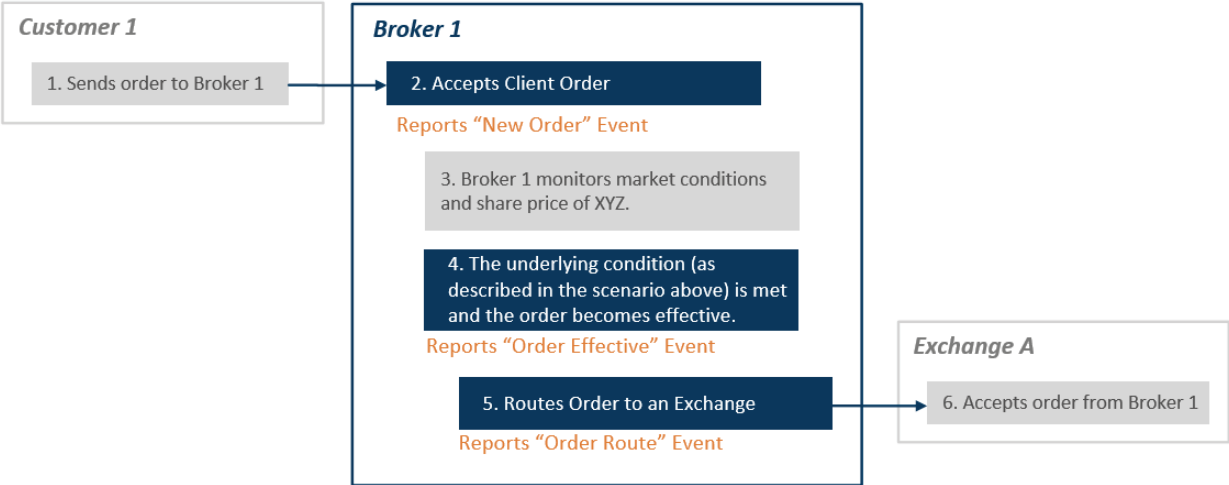 Customer 1
1. Sends order to Broker 1
Broker 1
2. Accepts Client Order
Reports “New Order” Event
3. Broker 1 monitors market conditions
and share price of XYZ.
4. The underlying condition (as
described in the scenario above) is met
and the order becomes effective.
Reports “Order Effective” Event
5. Routes Order to an Exchange
Reports “Order Route” Event
Exchange A
6. Accepts order from Broker 1